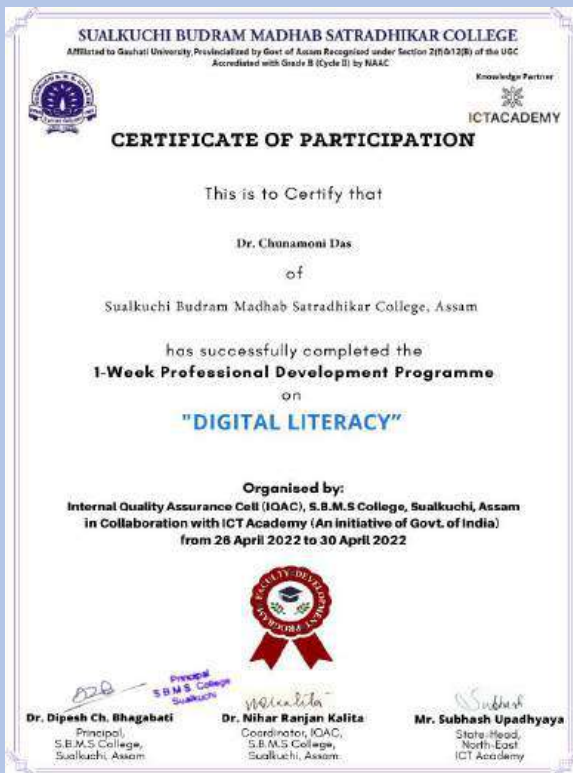 SUALKUCHI BUDRAM MADHAB SATRADHIKAR COLLEGE
Affiliated to Gauhati University, Provincialized by Govt of Assam Recognised under Section 2(f)&12(B) of the UGC
Accredited with Grade B (Cycle II) by NAAC
Knowledge Partner
ICTACADEMY
CERTIFICATE OF PARTICIPATION
This is to Certify that
Dr. Chunamoni Das
of
Sualkuchi Budram Madhab Satradhikar College, Assam
has successfully completed the
1-Week Professional Development Programme
on
"DIGITAL LITERACY”
Organised by:
Internal Quality Assurance Cell (IQAC), S.B.M.S College, Sualkuchi, Assam
in Collaboration with ICT Academy (An initiative of Govt. of India)
from 26 April 2022 to 30 April 2022
FACULTY DEVELOPMENT PROGRAM
Principal
S.B.M.S. College
Sualkuchi
Dr. Dipesh Ch. Bhagabati
Principal,
S.B.M.S College,
Sualkuchi, Assam
NRKalita
Dr. Nihar Ranjan Kalita
Coordinator, IQAC,
S.B.M.S College,
Sualkuchi, Assam
Subhash
Mr. Subhash Upadhyaya
State-Head,
North-East
ICT Academy